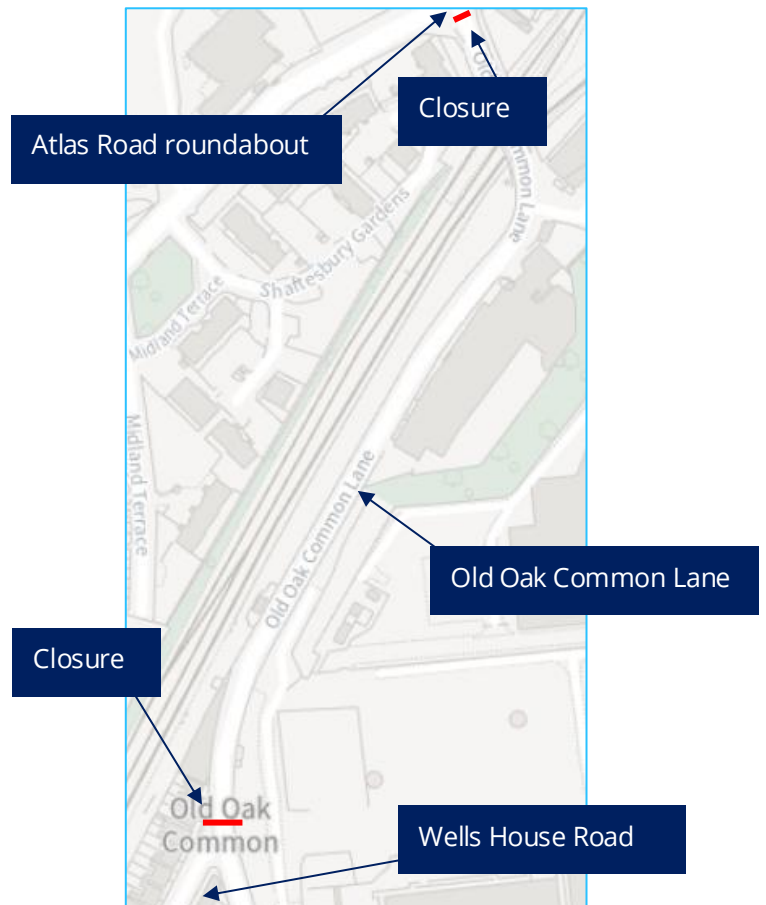 Closure
Atlas Road roundabout
Old Oak Common Lane
Shaftesbury Gardens
Midland Terrace
Midland Terrace
Old Oak Common Lane
Old Oak Common Lane
Closure
Old Oak
Common
Wells House Road